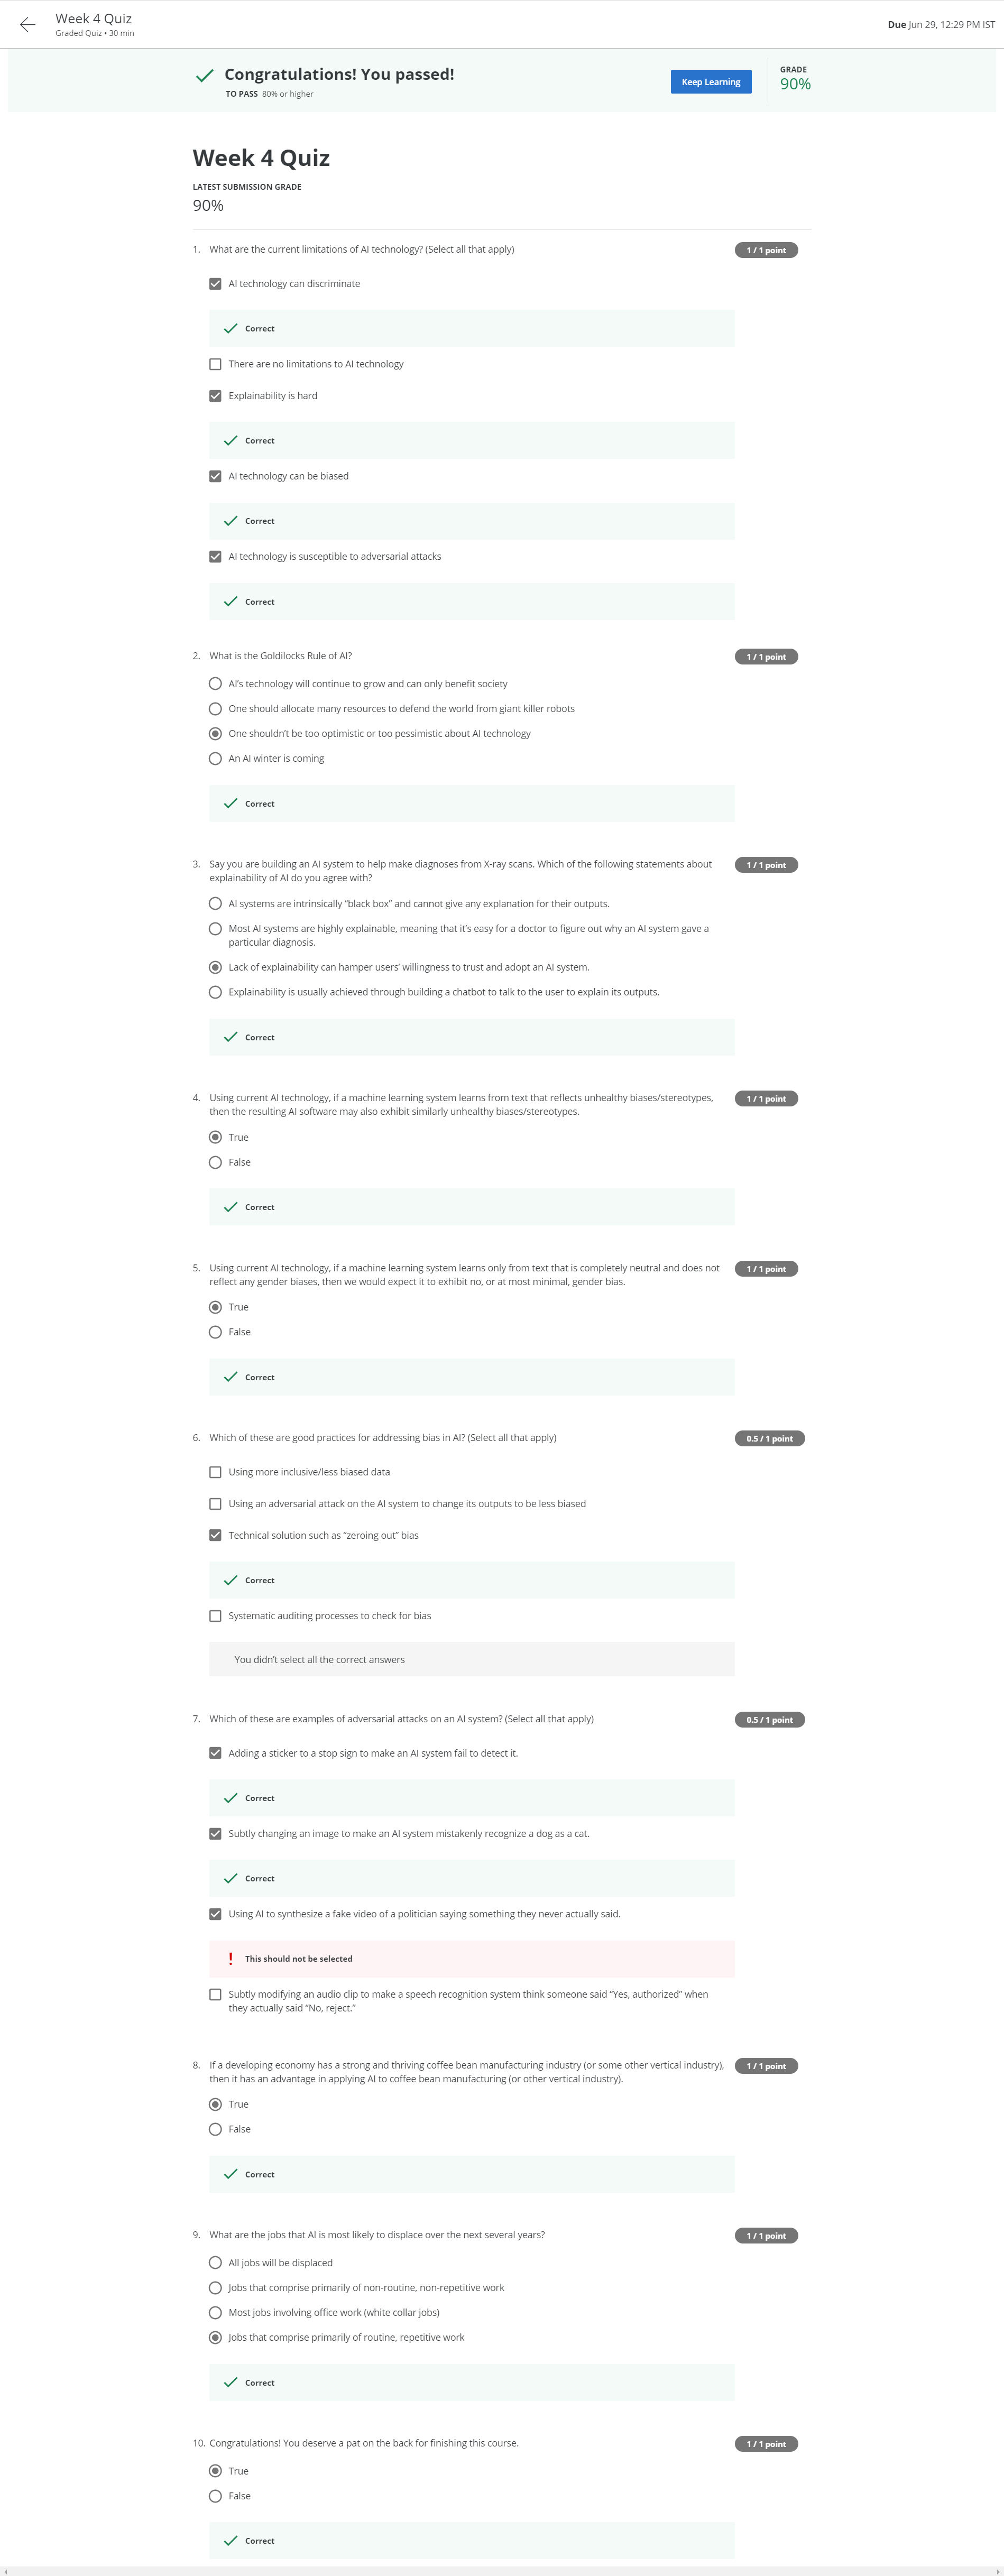 Week 4 Quiz
Graded Quiz • 30 min
Due Jun 29, 12:29 PM IST
Congratulations! You passed!
TO PASS 80% or higher
Keep Learning
GRADE
90%
Week 4 Quiz
LATEST SUBMISSION GRADE
90%
1. What are the current limitations of AI technology? (Select all that apply)
1 / 1 point
AI technology can discriminate
Correct
There are no limitations to AI technology
Explainability is hard
Correct
AI technology can be biased
Correct
AI technology is susceptible to adversarial attacks
Correct
2. What is the Goldilocks Rule of AI?
1 / 1 point
AI's technology will continue to grow and can only benefit society
One should allocate many resources to defend the world from giant killer robots
One shouldn't be too optimistic or too pessimistic about AI technology
An AI winter is coming
Correct
3. Say you are building an AI system to help make diagnoses from X-ray scans. Which of the following statements about
explainability of AI do you agree with?
1 / 1 point
AI systems are intrinsically “black box” and cannot give any explanation for their outputs.
Most AI systems are highly explainable, meaning that it’s easy for a doctor to figure out why an AI system gave a
particular diagnosis.
Lack of explainability can hamper users’ willingness to trust and adopt an AI system.
Explainability is usually achieved through building a chatbot to talk to the user to explain its outputs.
Correct
4. Using current AI technology, if a machine learning system learns from text that reflects unhealthy biases/stereotypes,
then the resulting AI software may also exhibit similarly unhealthy biases/stereotypes.
1 / 1 point
True
False
Correct
5. Using current AI technology, if a machine learning system learns only from text that is completely neutral and does not
reflect any gender biases, then we would expect it to exhibit no, or at most minimal, gender bias.
1 / 1 point
True
False
Correct
6. Which of these are good practices for addressing bias in AI? (Select all that apply)
0.5 / 1 point
Using more inclusive/less biased data
Using an adversarial attack on the AI system to change its outputs to be less biased
Technical solution such as “zeroing out” bias
Correct
Systematic auditing processes to check for bias
You didn’t select all the correct answers
7. Which of these are examples of adversarial attacks on an AI system? (Select all that apply)
0.5 / 1 point
Adding a sticker to a stop sign to make an AI system fail to detect it.
Correct
Subtly changing an image to make an AI system mistakenly recognize a dog as a cat.
Correct
Using AI to synthesize a fake video of a politician saying something they never actually said.
This should not be selected
Subtly modifying an audio clip to make a speech recognition system think someone said “Yes, authorized” when
they actually said “No, reject.”
8. If a developing economy has a strong and thriving coffee bean manufacturing industry (or some other vertical industry),
then it has an advantage in applying AI to coffee bean manufacturing (or other vertical industry).
1 / 1 point
True
False
Correct
9. What are the jobs that AI is most likely to displace over the next several years?
1 / 1 point
All jobs will be displaced
Jobs that comprise primarily of non-routine, non-repetitive work
Most jobs involving office work (white collar jobs)
Jobs that comprise primarily of routine, repetitive work
Correct
10. Congratulations! You deserve a pat on the back for finishing this course.
1 / 1 point
True
False
Correct